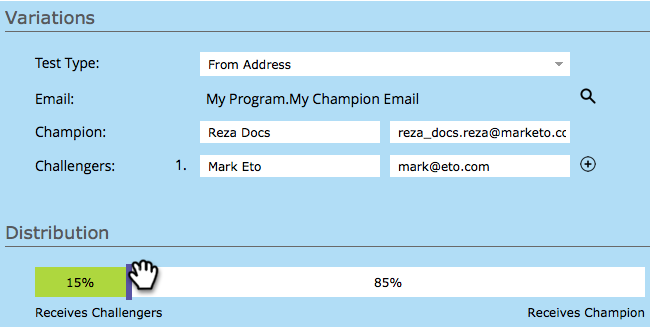 Variations
Test Type: From Address
Email: My Program.My Champion Email
Champion: Reza Docs reza_docs.reza@marketo.co
Challengers: 1. Mark Eto mark@eto.com
Distribution
15% 85%
Receives Challengers Receives Champion